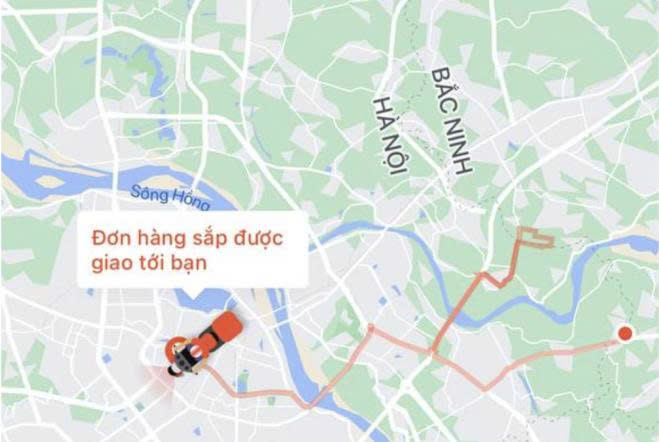 BẮC NINH
HÀ NỘI
Sông Hồng
Đơn hàng sắp được
giao tới bạn